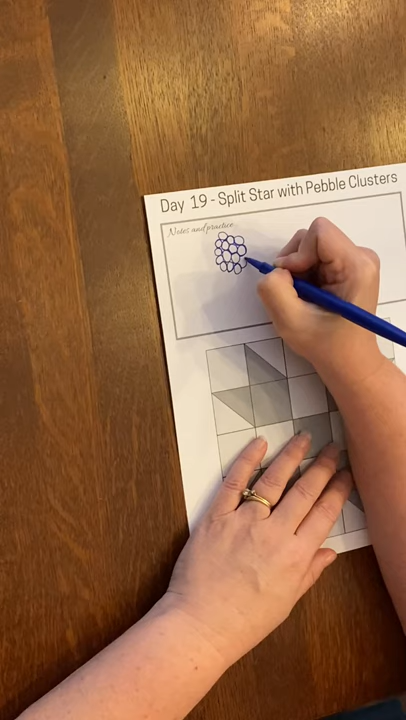 Day 19 - Split Star with Pebble Clusters
Notes and practice